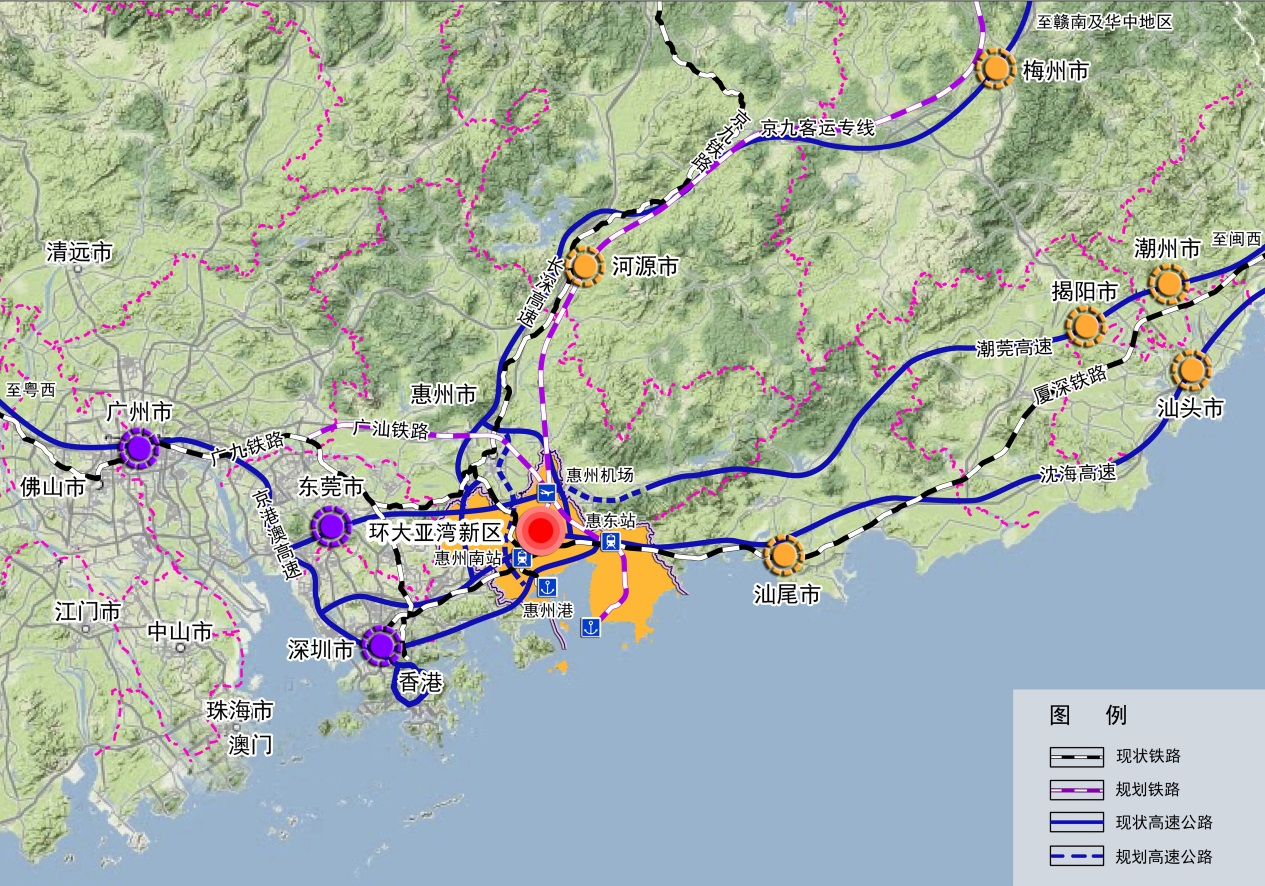 至赣南及华中地区
梅州市
京九客运专线
京九铁路
清远市
河源市
潮州市
至闽西
揭阳市
长深高速
潮莞高速
厦深铁路
汕头市
至粤西
广州市
惠州市
广汕铁路
广九铁路
佛山市
东莞市
惠州机场
沈海高速
京港澳高速
环大亚湾新区
惠东站
惠州南站
汕尾市
惠州港
江门市
中山市
深圳市
香港
珠海市
澳门
图 例
现状铁路
规划铁路
现状高速公路
规划高速公路